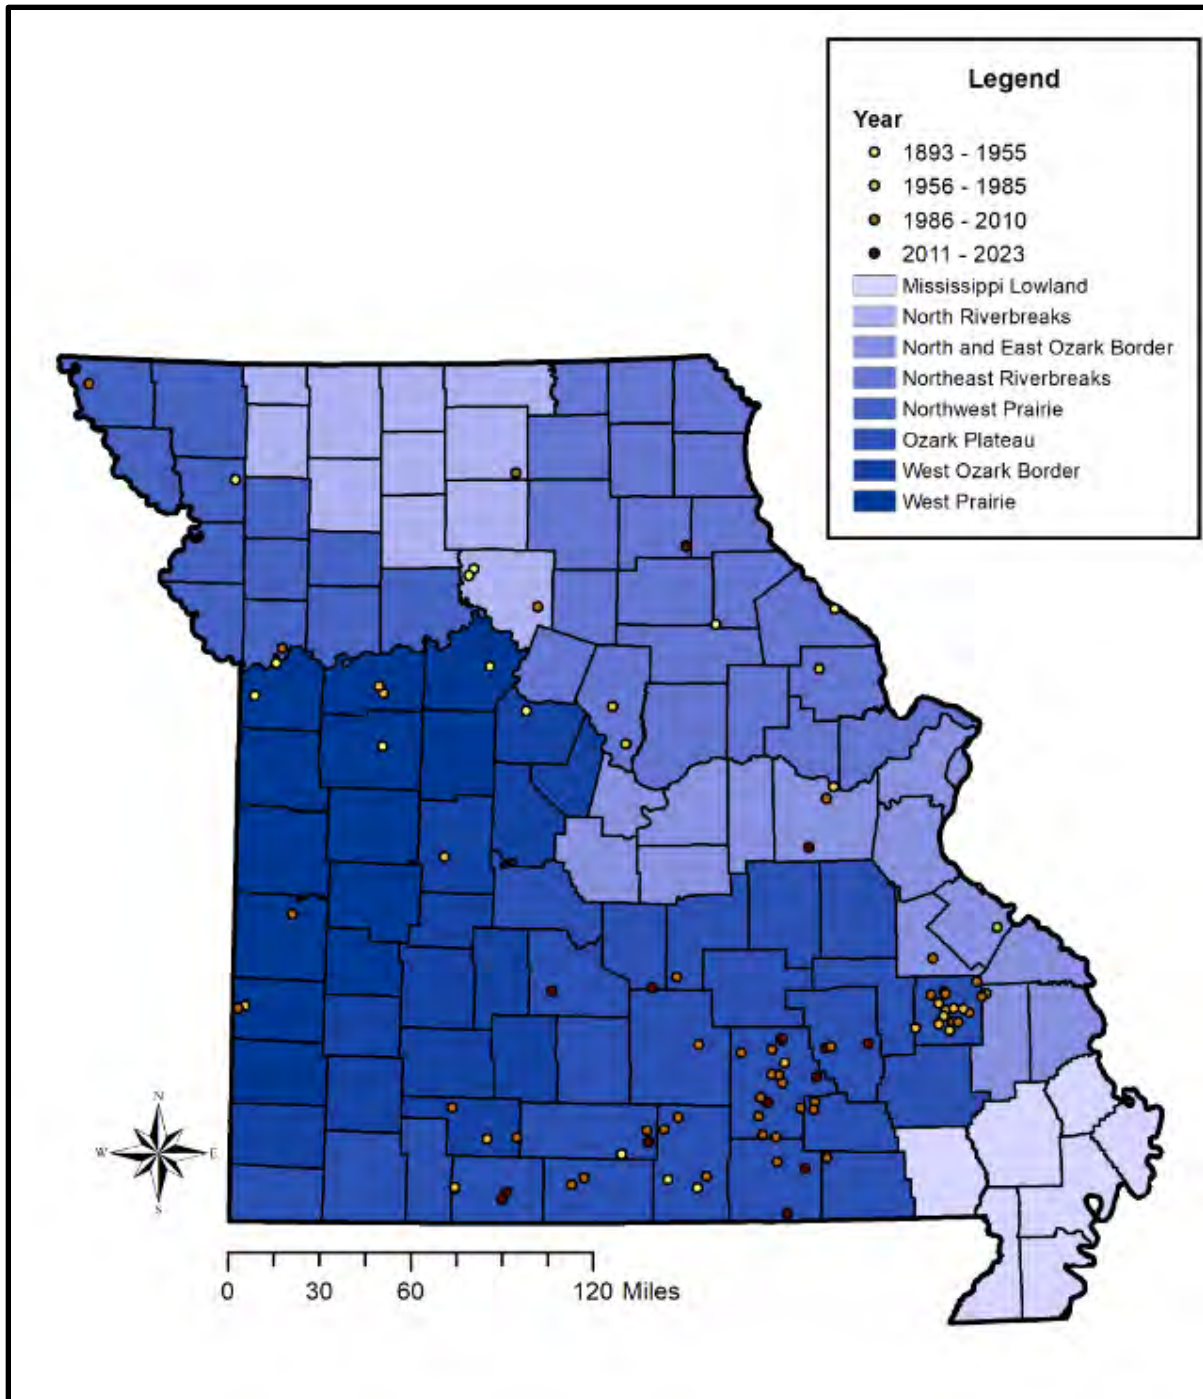 Legend
Year
1893 - 1955
1956 - 1985
1986 - 2010
2011 - 2023
Mississippi Lowland
North Riverbreaks
North and East Ozark Border
Northeast Riverbreaks
Northwest Prairie
Ozark Plateau
West Ozark Border
West Prairie
N
W E
S
0 30 60 120 Miles